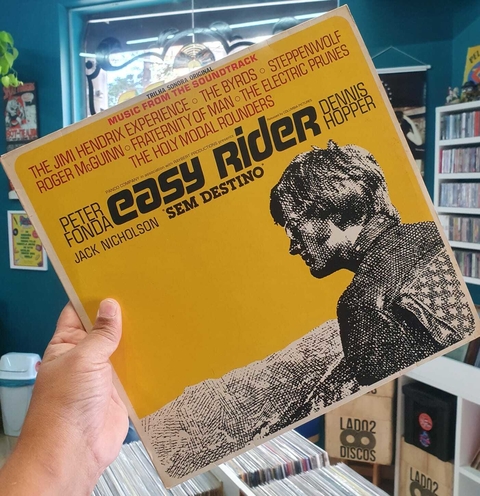 TRILHA SONORA ORIGINAL
MUSIC FROM THE SOUNDTRACK
THE JIMI HENDRIX EXPERIENCE ○ THE BYRDS ○ STEPPENWOLF
ROGER McGUINN ○ FRATERNITY OF MAN ○ THE ELECTRIC PRUNES
THE HOLY MODAL ROUNDERS
PETER FONDA
easy Rider
DENNIS HOPPER
JACK NICHOLSON
'SEM DESTINO'
LADO2
DISCOS
LADO2
DISCOS